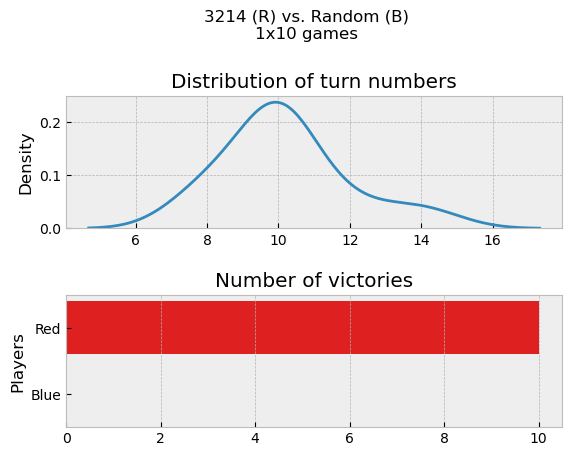 3214 (R) vs. Random (B)
1x10 games
Distribution of turn numbers
Density
0.2
0.1
0.0
6 8 10 12 14 16
Number of victories
Players
Red
Blue
0 2 4 6 8 10